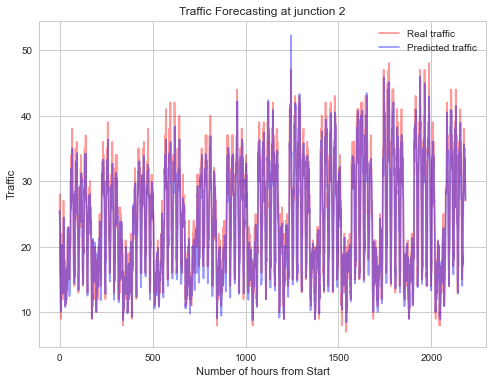 Traffic Forecasting at junction 2
Real traffic
Predicted traffic
50
40
30
20
10
Traffic
0
500
1000
1500
2000
Number of hours from Start